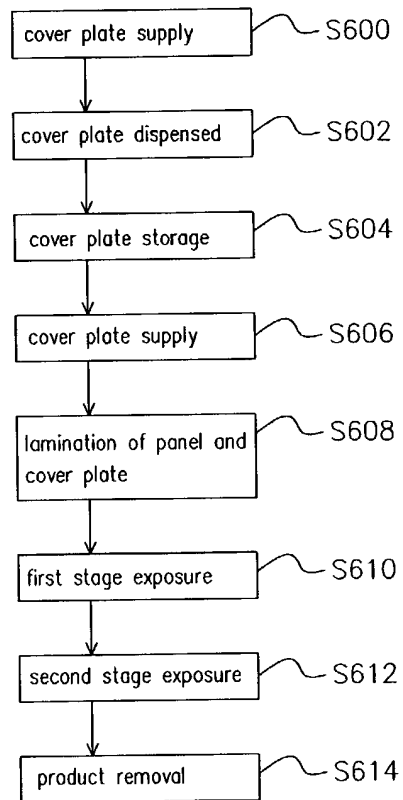 cover plate supply S600
cover plate dispensed S602
cover plate storage S604
cover plate supply S606
lamination of panel and
cover plate S608
first stage exposure S610
second stage exposure S612
product removal S614